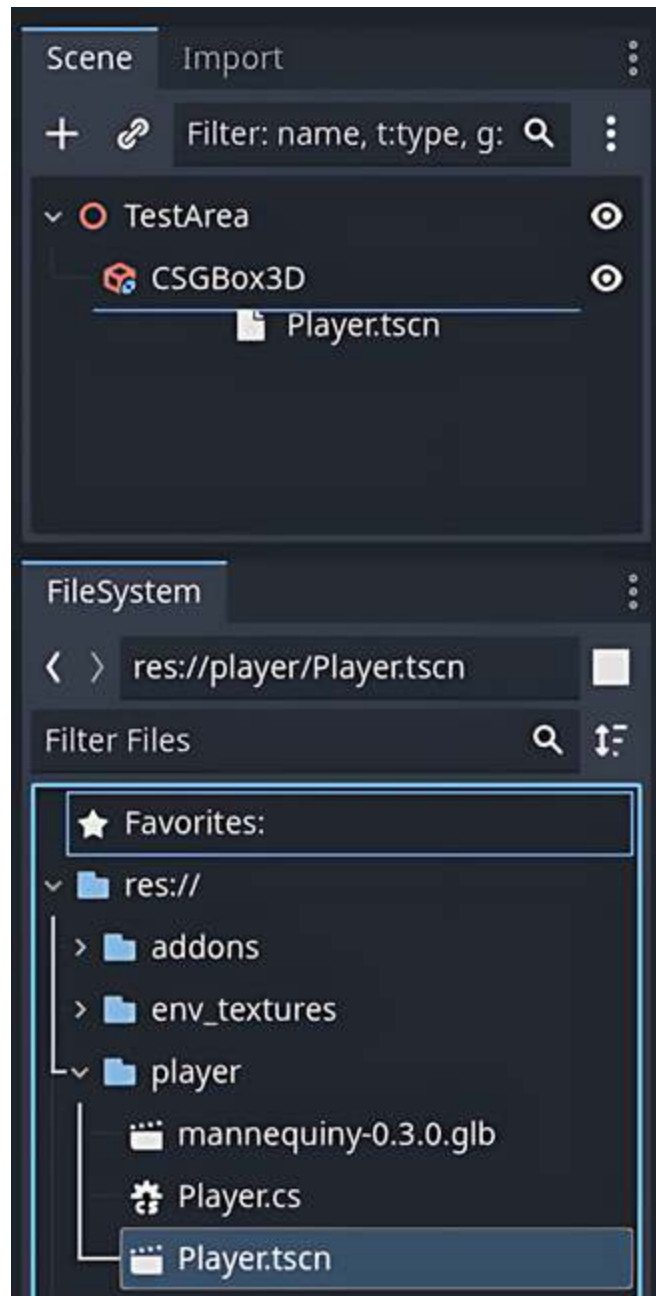 Scene Import
Filter: name, t:type, g:
TestArea
CSGBox3D
Player.tscn
FileSystem
res://player/Player.tscn
Filter Files
Favorites:
res://
addons
env_textures
player
mannequiny-0.3.0.glb
Player.cs
Player.tscn